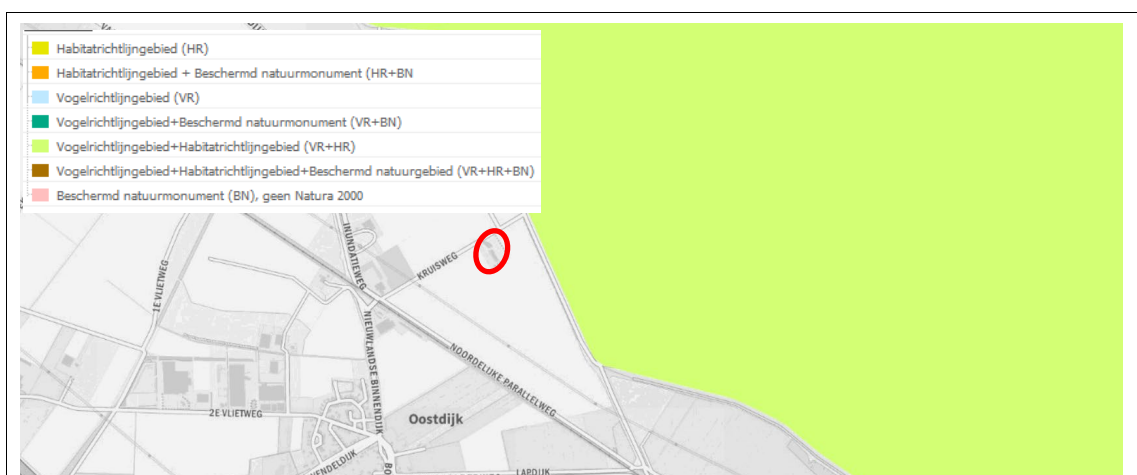 Habitatrichtlijngebied (HR)
Habitatrichtlijngebied + Beschermd natuurmonument (HR+BN
Vogelrichtlijngebied (VR)
Vogelrichtlijngebied+Beschermd natuurmonument (VR+BN)
Vogelrichtlijngebied+Habitatrichtlijngebied (VR+HR)
Vogelrichtlijngebied+Habitatrichtlijngebied+Beschermd natuurgebied (VR+HR+BN)
Beschermd natuurmonument (BN), geen Natura 2000
1E VLIETWEG
INUNDATIEWEG
KRUISWEG
NIEUWLANDSE BINNENDIJK
NOORDELIJKE PARALLELWEG
2E VLIETWEG
Oostdijk